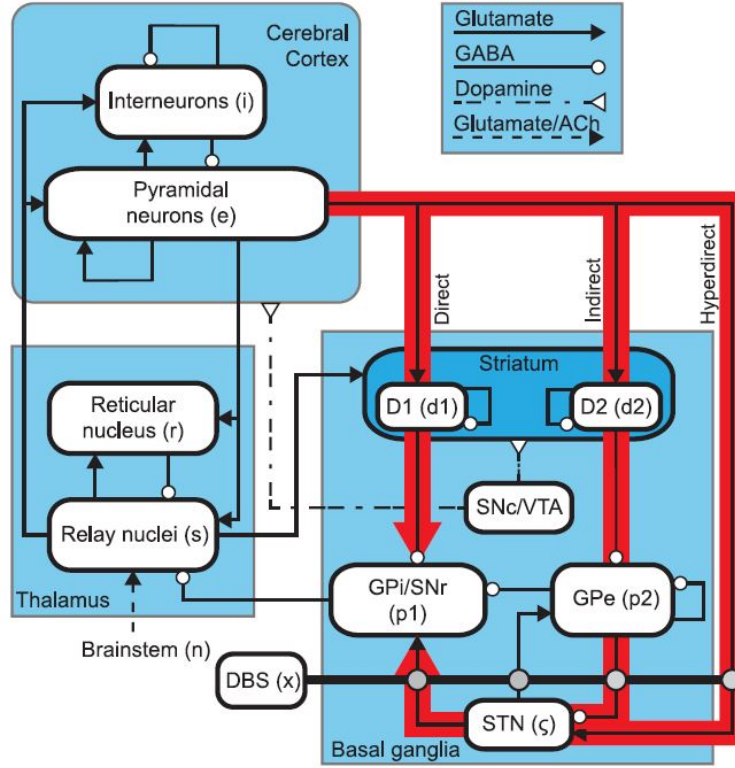 Cerebral
Cortex
Interneurons (i)
Pyramidal
neurons (e)
Glutamate
GABA
Dopamine
Glutamate/ACh
Direct
Indirect
Hyperdirect
Striatum
D1 (d1)
D2 (d2)
Reticular
nucleus (r)
SNc/VTA
Relay nuclei (s)
Thalamus
GPi/SNr
(p1)
GPe (p2)
Brainstem (n)
DBS (x)
STN (ς)
Basal ganglia